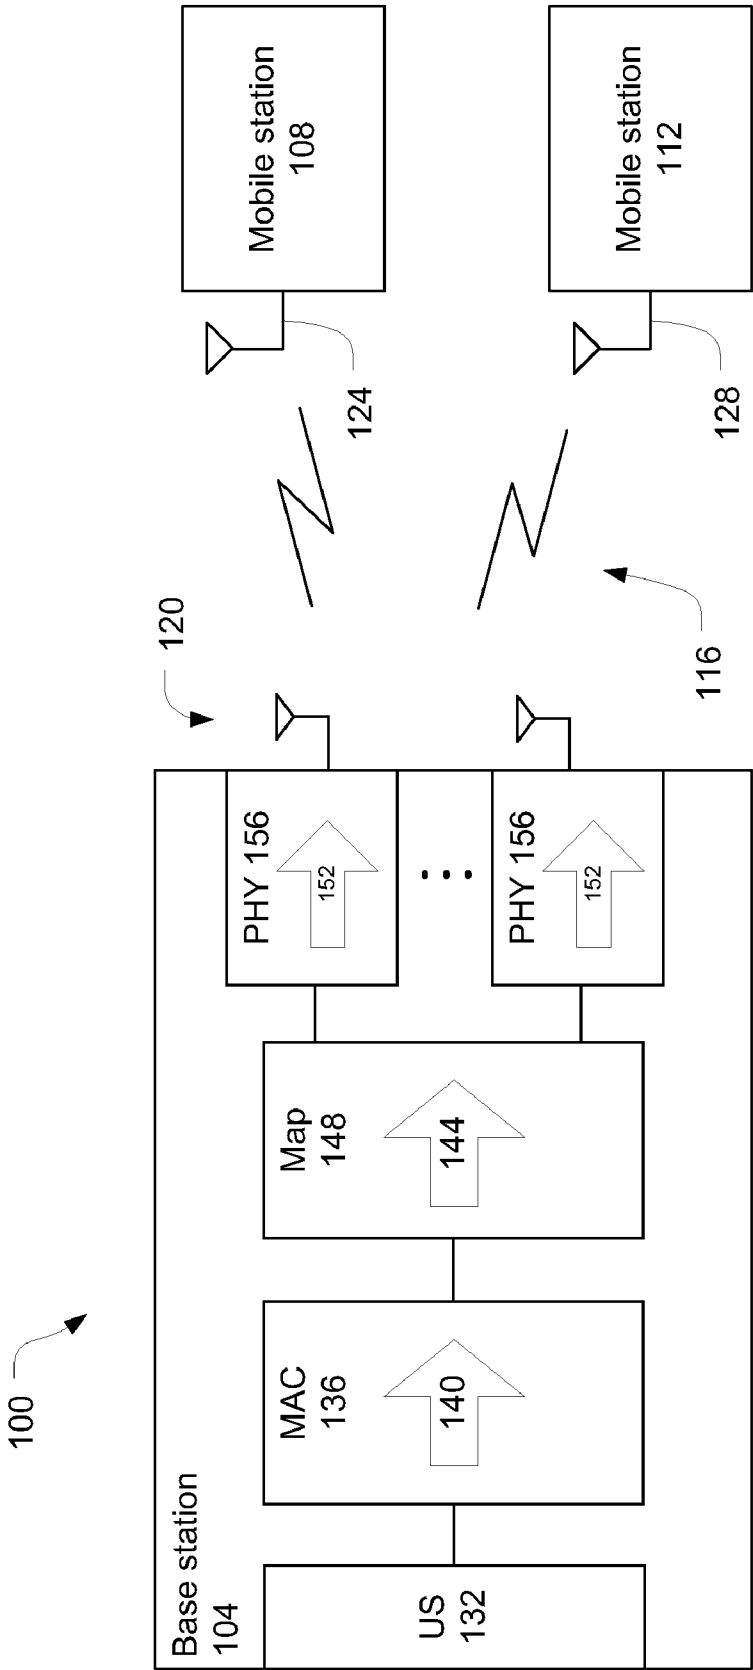 100
Base station
104
US
132
MAC
136
140
Map
148
144
PHY 156
152
PHY 156
152
120
116
124
128
Mobile station
108
Mobile station
112